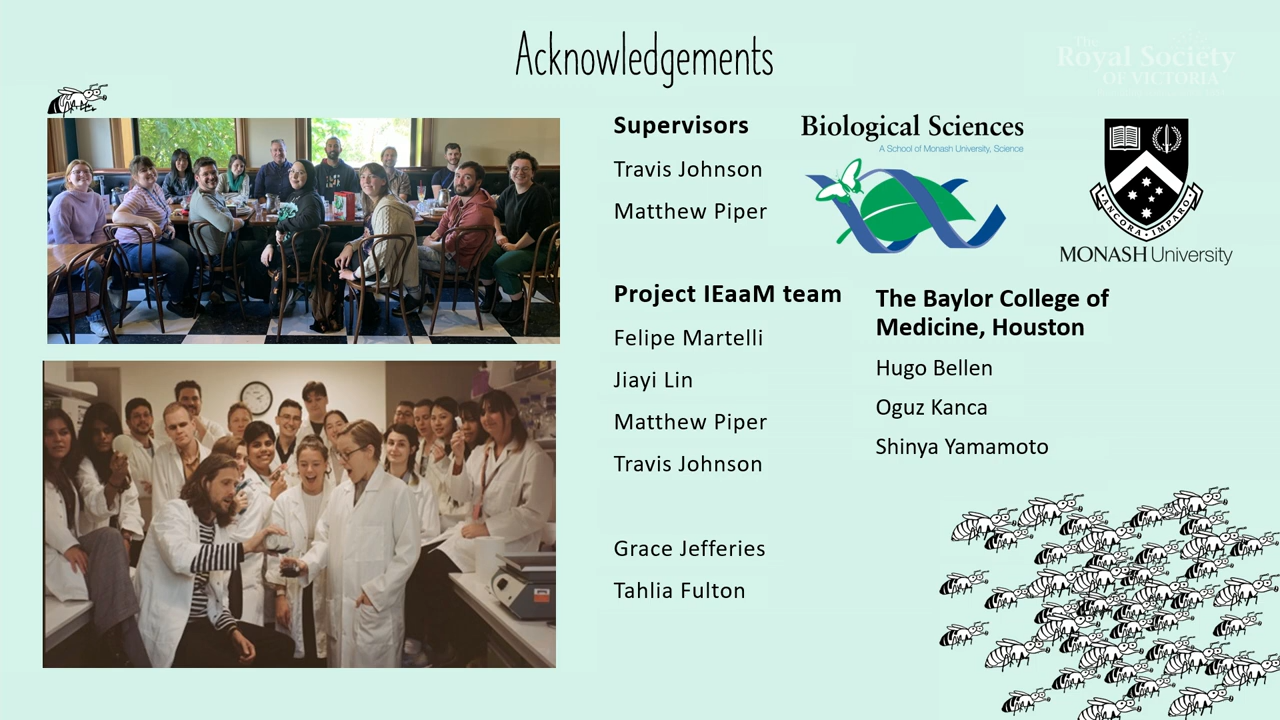 Acknowledgements
The
Royal Society
OF VICTORIA
Supervisors
Travis Johnson
Matthew Piper
Biological Sciences
A School of Monash University, Science
ANCORA IMPARO
MONASH University
Project IEaaM team
Felipe Martelli
Jiayi Lin
Matthew Piper
Travis Johnson
Grace Jefferies
Tahlia Fulton
The Baylor College of
Medicine, Houston
Hugo Bellen
Oguz Kanca
Shinya Yamamoto